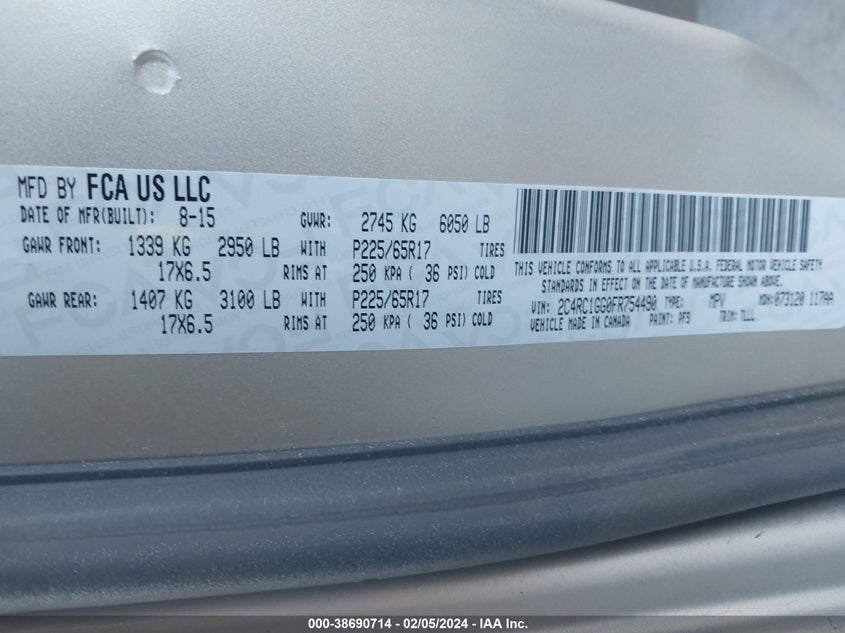 MFD BY FCA US LLC
DATE OF MFR(BUILT): 8-15 GVWR: 2745 KG 6050 LB
GAWR FRONT: 1339 KG 2950 LB WITH P225/65R17 TIRES
17X6.5 RIMS AT 250 KPA ( 36 PSI) COLD
GAWR REAR: 1407 KG 3100 LB WITH P225/65R17 TIRES
17X6.5 RIMS AT 250 KPA ( 36 PSI) COLD
THIS VEHICLE CONFORMS TO ALL APPLICABLE U.S.A. FEDERAL MOTOR VEHICLE SAFETY
STANDARDS IN EFFECT ON THE DATE OF MANUFACTURE SHOWN ABOVE.
VIN: 2C4RC1GG0FR754490 TYPE: MPV MDH:073120 117AA
VEHICLE MADE IN CANADA PAINT: PFS TRIM: TLLL
000-38690714 / 02/05/2024 - IAA Inc.